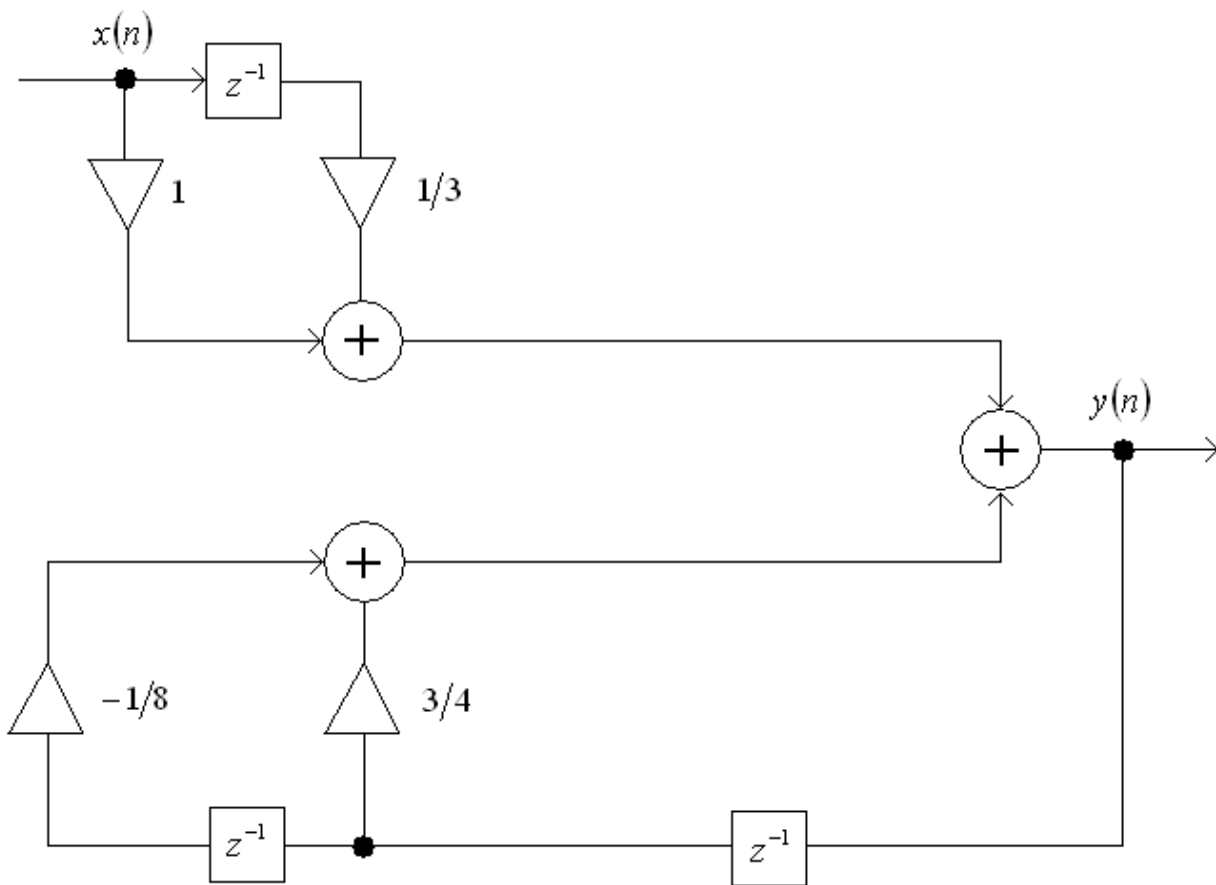 x(n)
z⁻¹
1
1/3
+
y(n)
+
+
−1/8
3/4
z⁻¹
z⁻¹